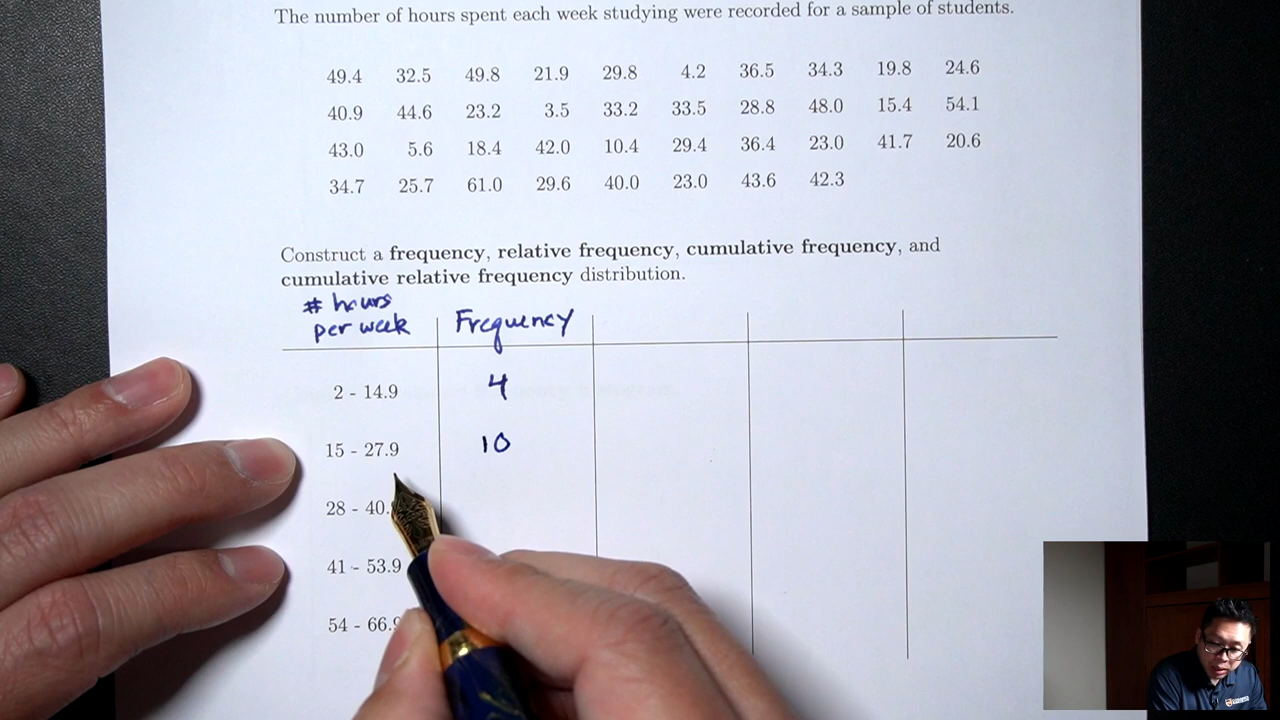 The number of hours spent each week studying were recorded for a sample of students.
49.4 32.5 49.8 21.9 29.8 4.2 36.5 34.3 19.8 24.6
40.9 44.6 23.2 3.5 33.2 33.5 28.8 48.0 15.4 54.1
43.0 5.6 18.4 42.0 10.4 29.4 36.4 23.0 41.7 20.6
34.7 25.7 61.0 29.6 40.0 23.0 43.6 42.3
Construct a frequency, relative frequency, cumulative frequency, and
cumulative relative frequency distribution.
# hours
per week Frequency
2 - 14.9 4
15 - 27.9 10
28 - 40.
41 - 53.9
54 - 66.9